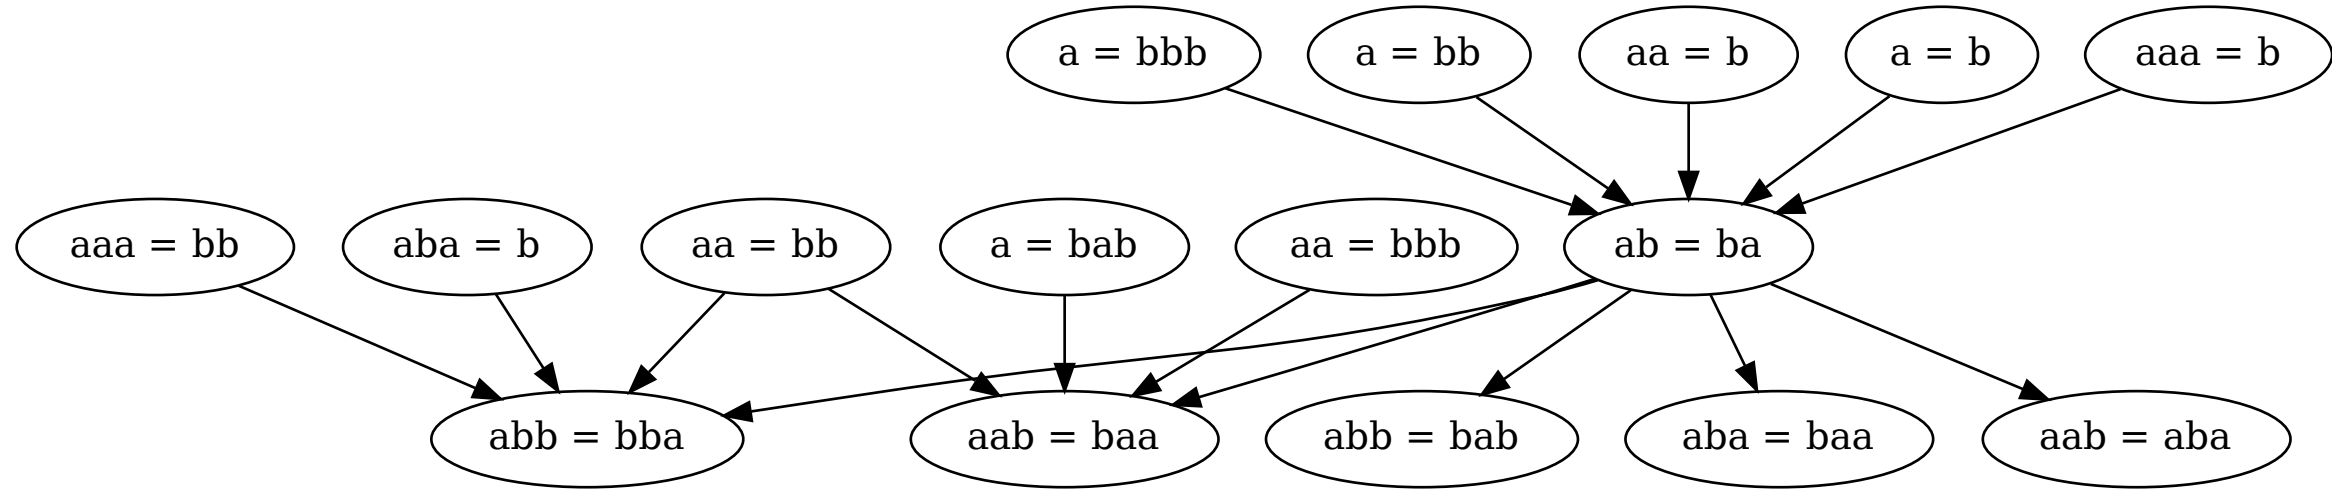 a = bbb
a = bb
aa = b
a = b
aaa = b
aaa = bb
aba = b
aa = bb
a = bab
aa = bbb
ab = ba
abb = bba
aab = baa
abb = bab
aba = baa
aab = aba